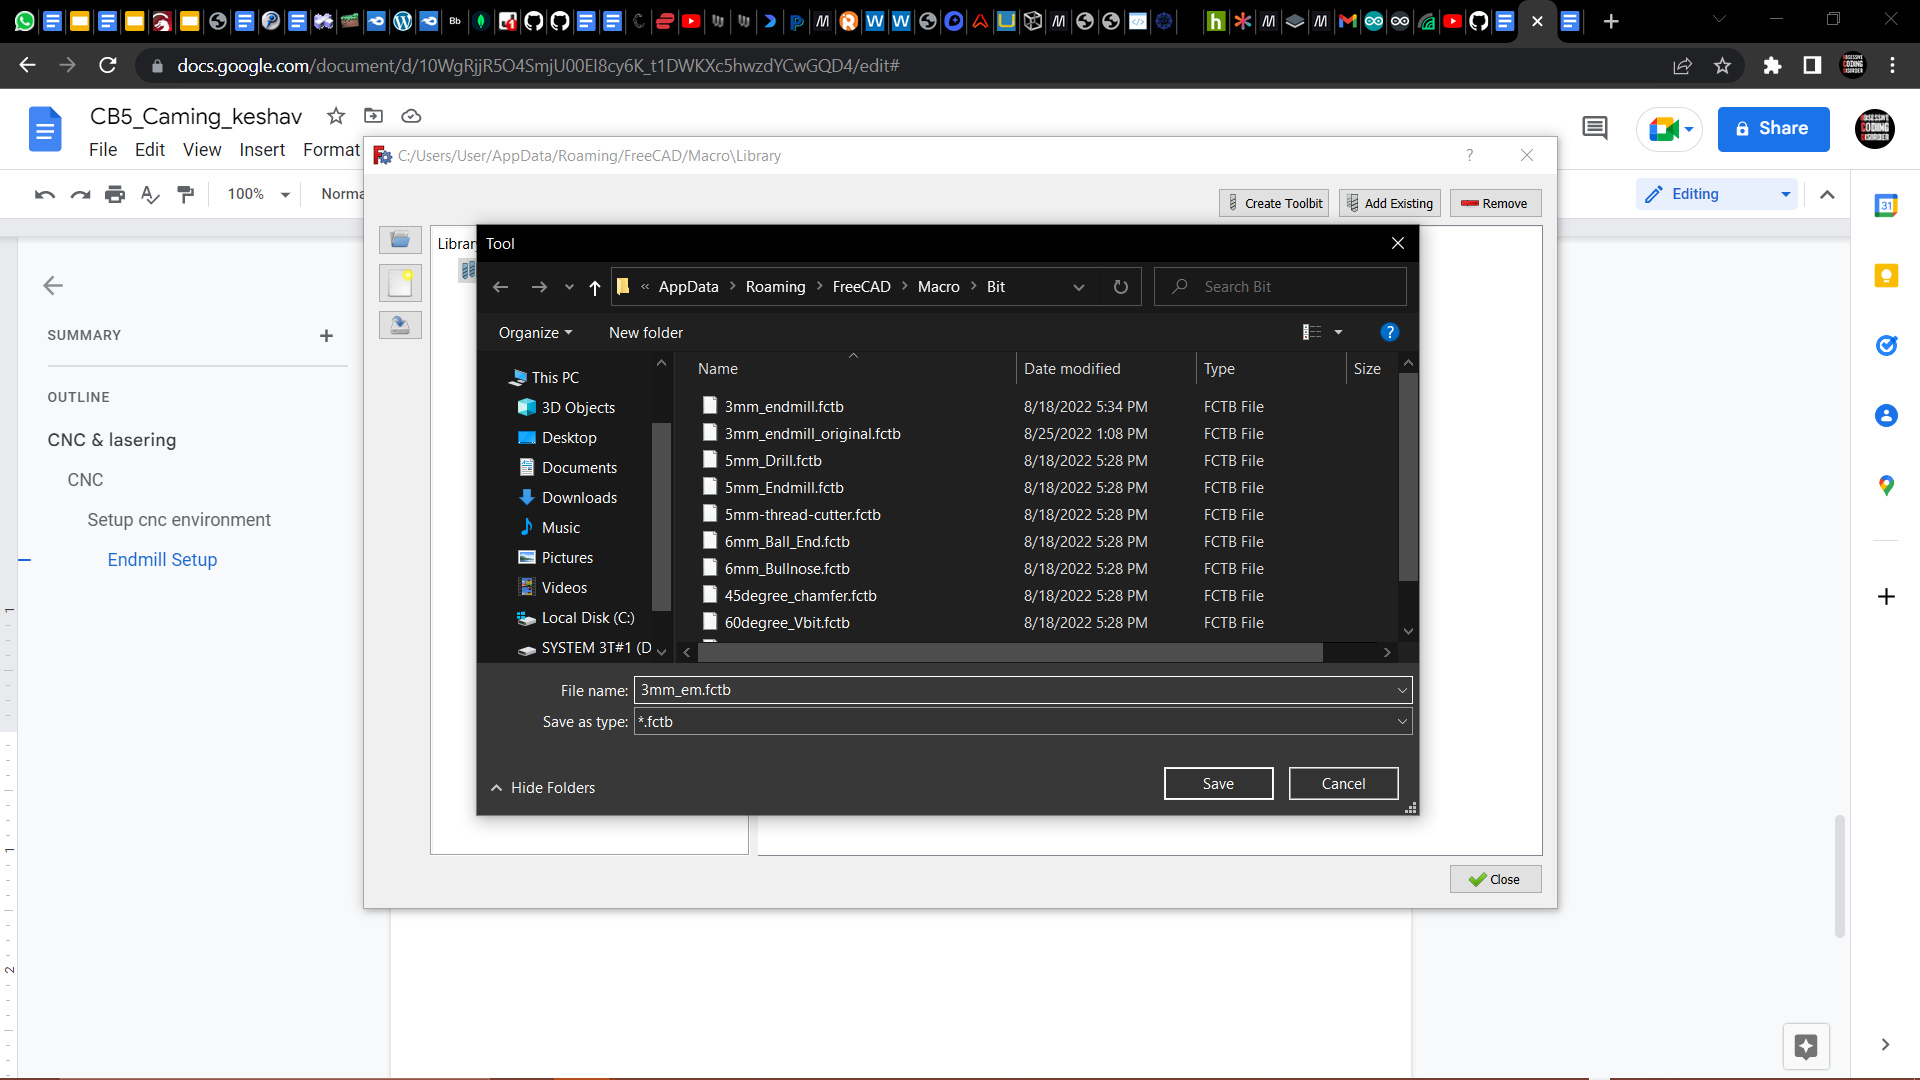 docs.google.com/document/d/10WgRjjR5O4SmjU00EI8cy6K_t1DWKXc5hwzdYCwGQD4/edit#
CB5_Caming_keshav
File Edit View Insert Format
Share
100%
Norma
Editing
C:/Users/User/AppData/Roaming/FreeCAD/Macro\Library
?
Create Toolbit
Add Existing
Remove
Librar
Tool
« AppData > Roaming > FreeCAD > Macro > Bit
Search Bit
Organize
New folder
?
SUMMARY
OUTLINE
CNC & lasering
CNC
Setup cnc environment
Endmill Setup
This PC
3D Objects
Desktop
Documents
Downloads
Music
Pictures
Videos
Local Disk (C:)
SYSTEM 3T#1 (D
Name Date modified Type Size
3mm_endmill.fctb 8/18/2022 5:34 PM FCTB File
3mm_endmill_original.fctb 8/25/2022 1:08 PM FCTB File
5mm_Drill.fctb 8/18/2022 5:28 PM FCTB File
5mm_Endmill.fctb 8/18/2022 5:28 PM FCTB File
5mm-thread-cutter.fctb 8/18/2022 5:28 PM FCTB File
6mm_Ball_End.fctb 8/18/2022 5:28 PM FCTB File
6mm_Bullnose.fctb 8/18/2022 5:28 PM FCTB File
45degree_chamfer.fctb 8/18/2022 5:28 PM FCTB File
60degree_Vbit.fctb 8/18/2022 5:28 PM FCTB File
File name: 3mm_em.fctb
Save as type: *.fctb
Hide Folders
Save
Cancel
Close
31
1
1
2